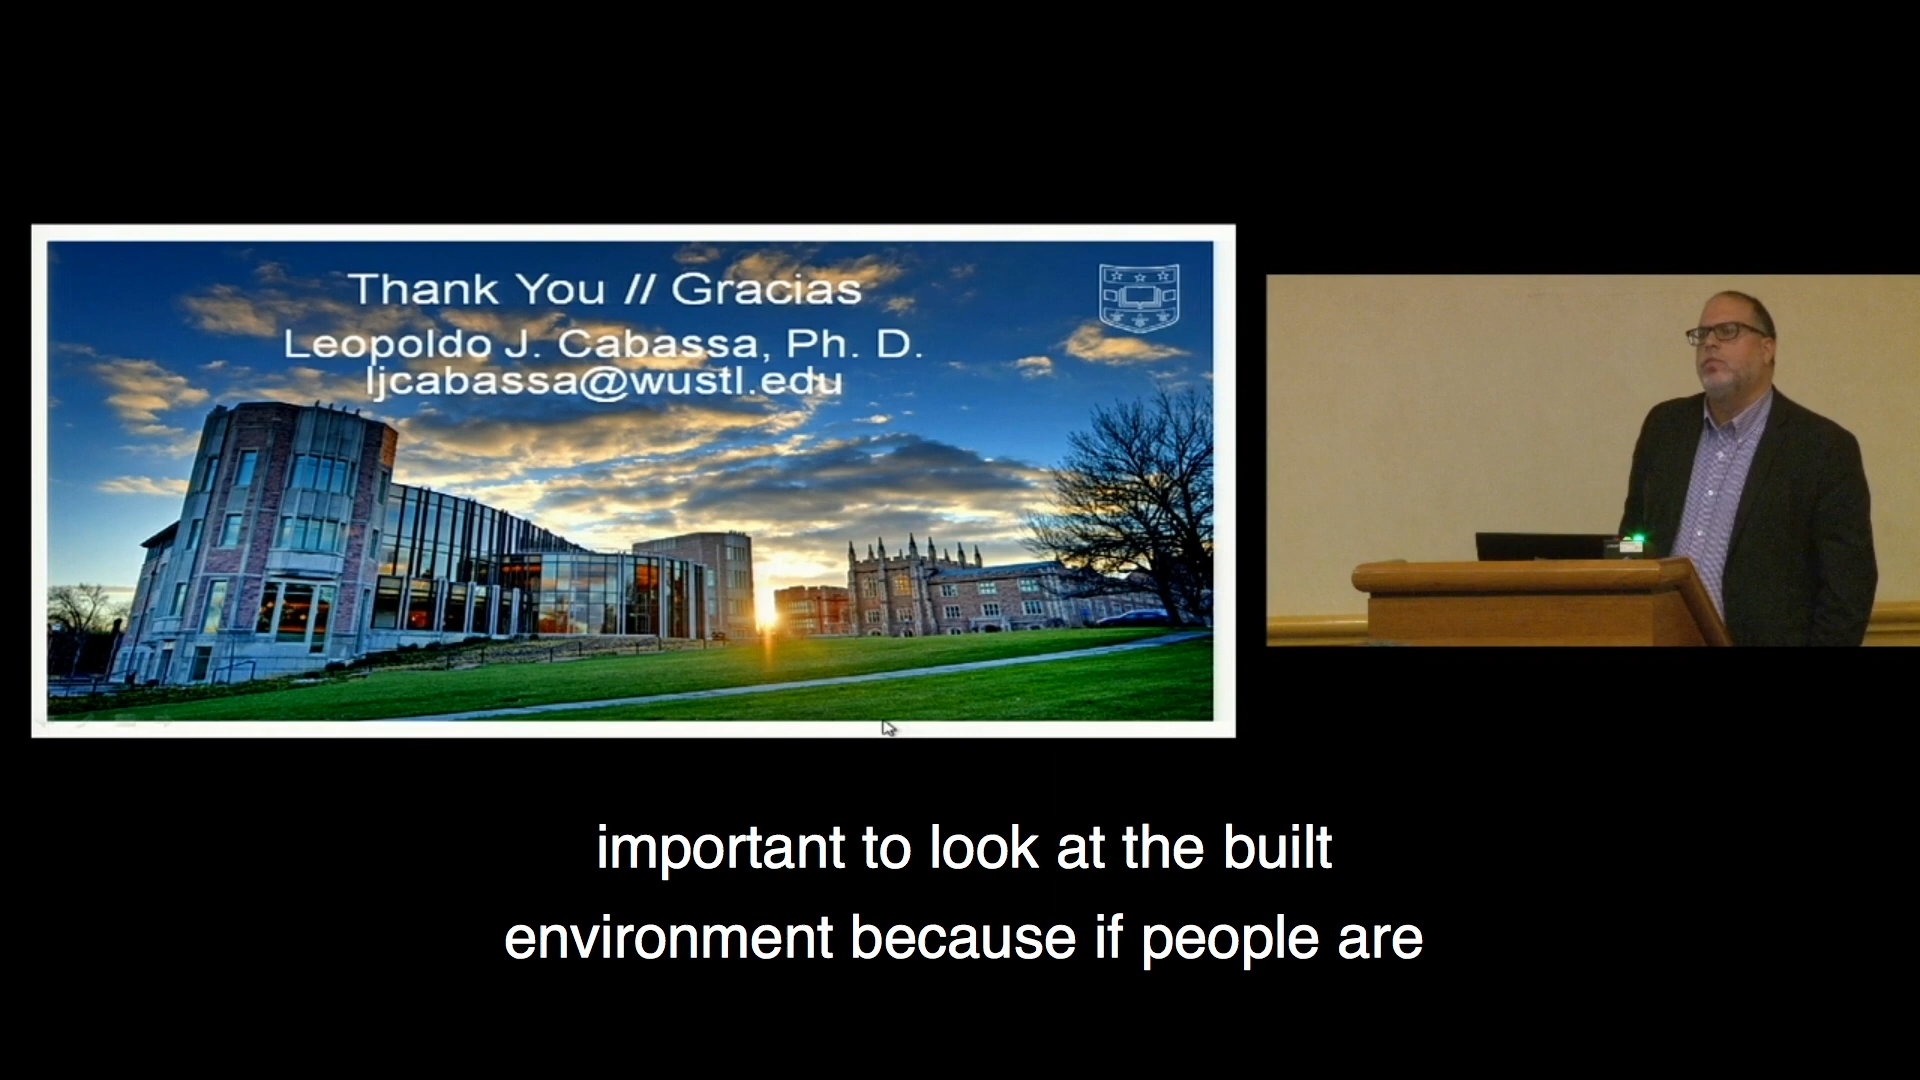 Thank You // Gracias
Leopoldo J. Cabassa, Ph. D.
ljcabassa@wustl.edu
important to look at the built
environment because if people are